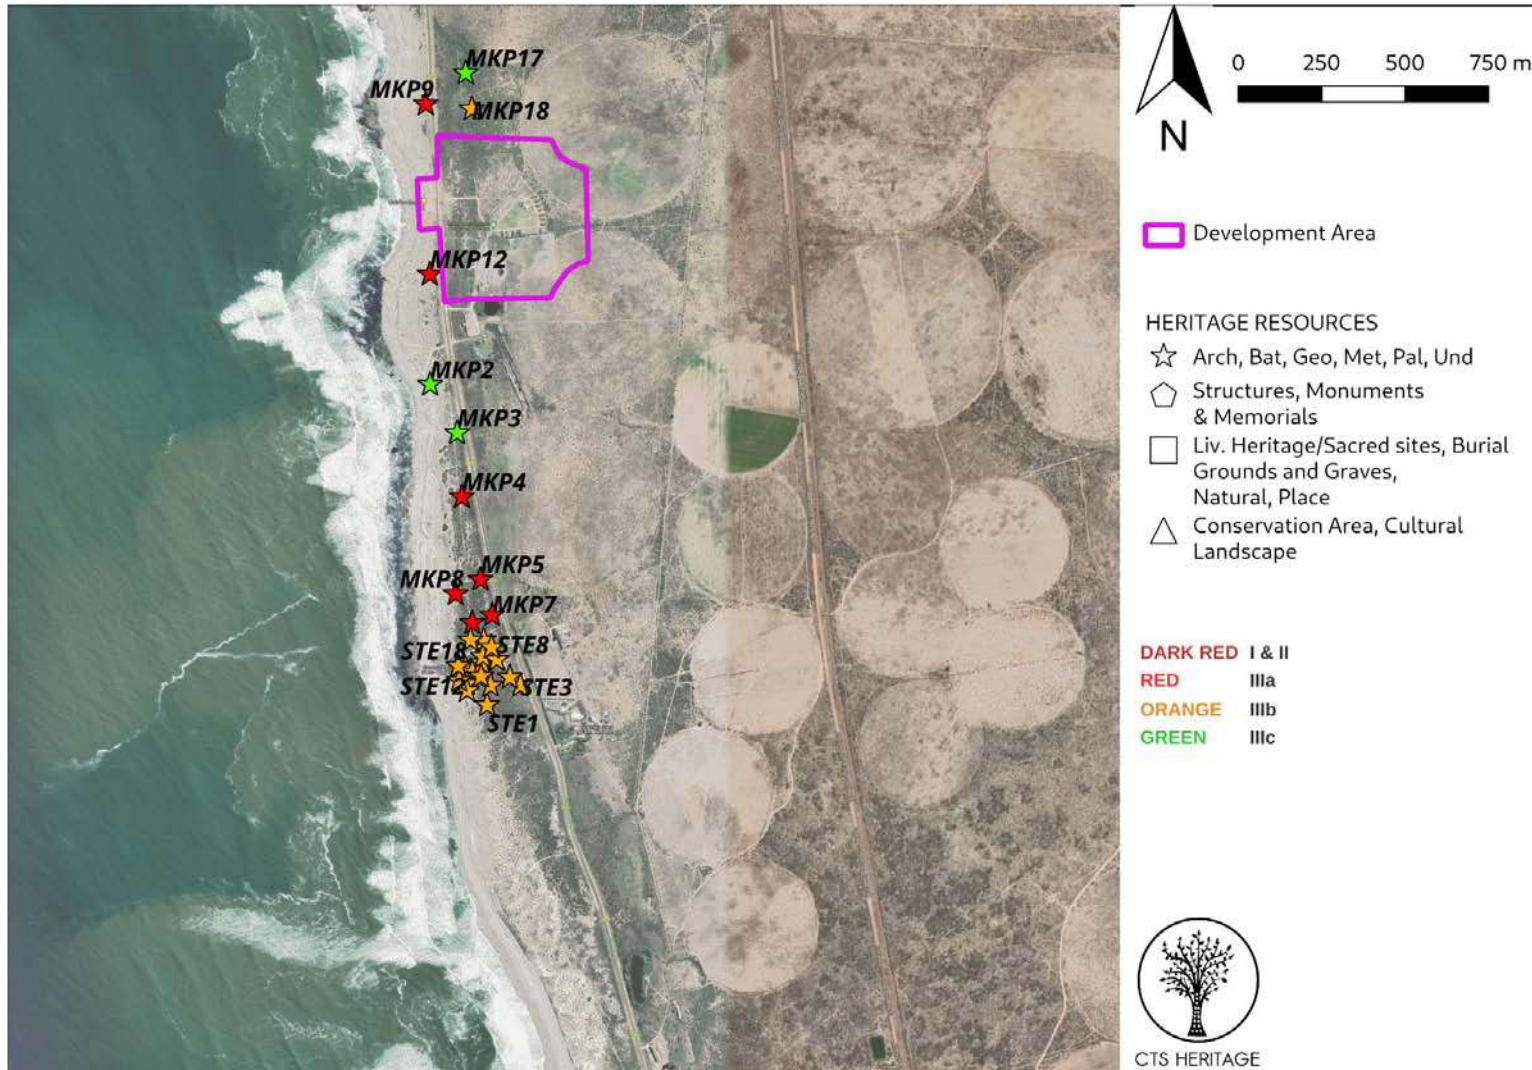 MKP17
MKP9
MKP18
MKP12
MKP2
MKP3
MKP4
MKP5
MKP8
MKP7
STE18
STE8
STE12
STE3
STE1
N
0 250 500 750 m
Development Area
HERITAGE RESOURCES
Arch, Bat, Geo, Met, Pal, Und
Structures, Monuments
& Memorials
Liv. Heritage/Sacred sites, Burial
Grounds and Graves,
Natural, Place
Conservation Area, Cultural
Landscape
DARK RED I & II
RED IIIa
ORANGE IIIb
GREEN IIIc
CTS HERITAGE